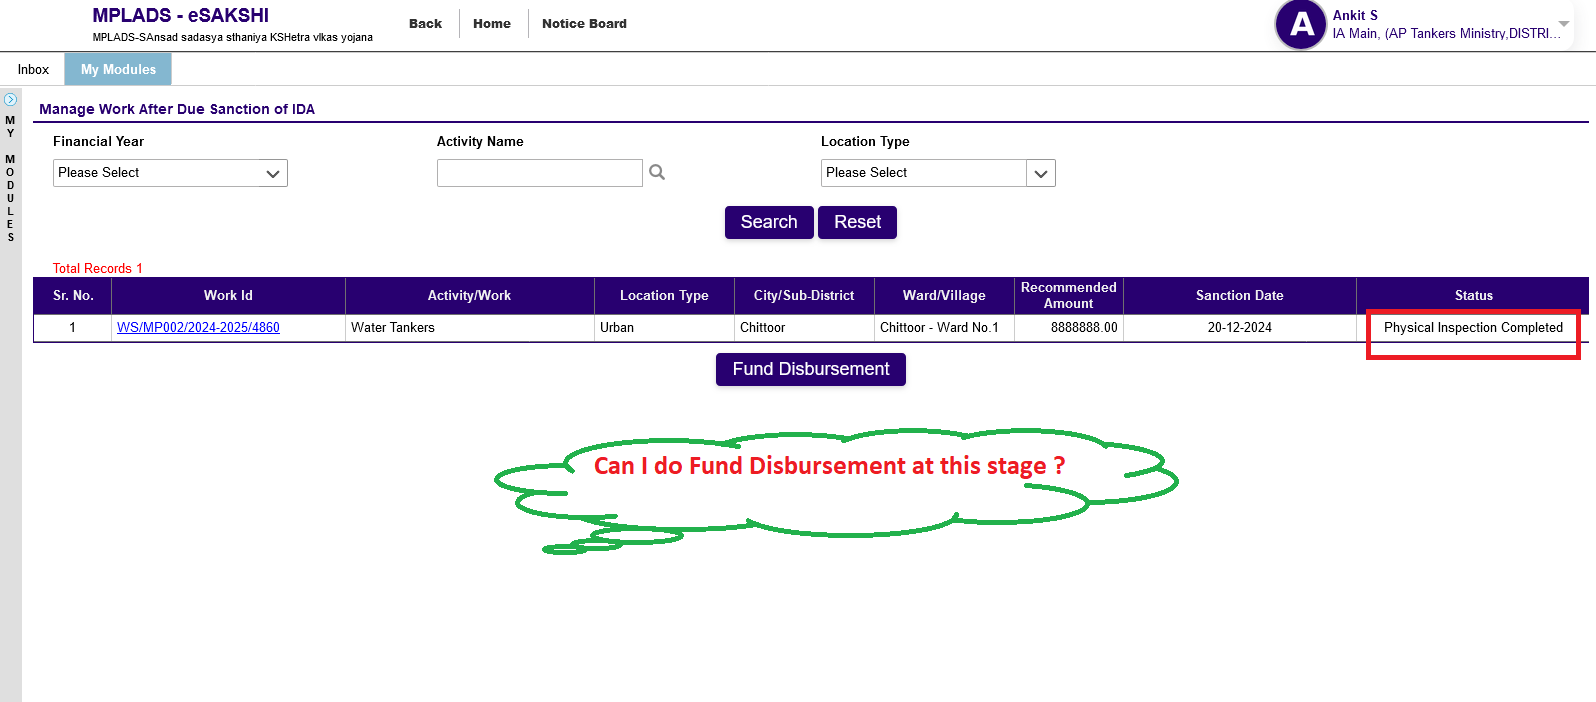 MPLADS - eSAKSHI
MPLADS-SAnsad sadasya sthaniya KSHetra vIkas yojana
Back Home Notice Board
A
Ankit S
IA Main, (AP Tankers Ministry,DISTRI...
Inbox My Modules
MY MODULES
Manage Work After Due Sanction of IDA
Financial Year Activity Name Location Type
Please Select Please Select
Search Reset
Total Records 1
Sr. No. Work Id Activity/Work Location Type City/Sub-District Ward/Village Recommended Amount Sanction Date Status
1 WS/MP002/2024-2025/4860 Water Tankers Urban Chittoor Chittoor - Ward No.1 8888888.00 20-12-2024 Physical Inspection Completed
Fund Disbursement
Can I do Fund Disbursement at this stage ?